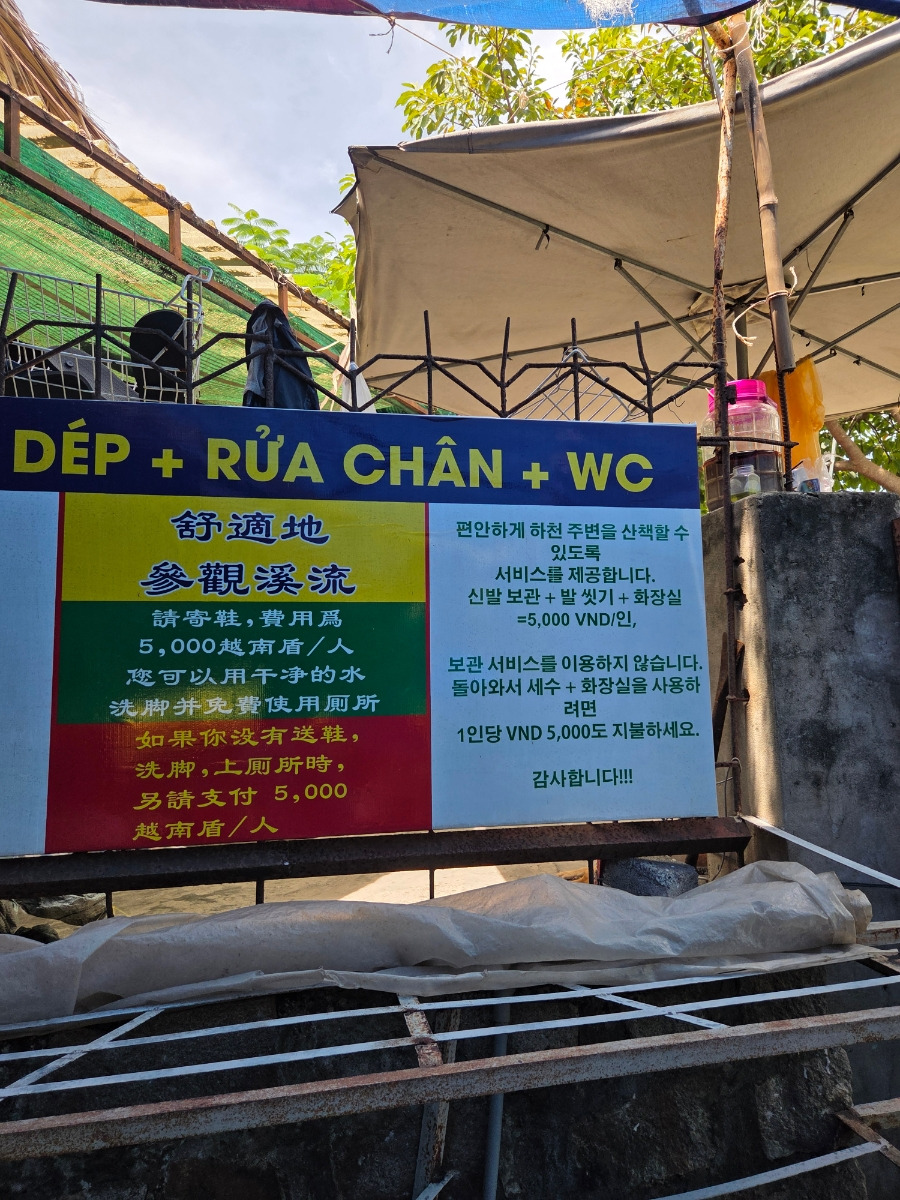 DÉP + RỬA CHÂN + WC
舒適地
參觀溪流
請寄鞋,費用爲
5,000越南盾/人
您可以用干净的水
洗脚并免費使用厠所
如果你没有送鞋,
洗脚,上厠所時,
另請支付 5,000
越南盾/人
편안하게 하천 주변을 산책할 수
있도록
서비스를 제공합니다.
신발 보관 + 발 씻기 + 화장실
=5,000 VND/인,
보관 서비스를 이용하지 않습니다.
돌아와서 세수 + 화장실을 사용하
려면
1인당 VND 5,000도 지불하세요.
감사합니다!!!